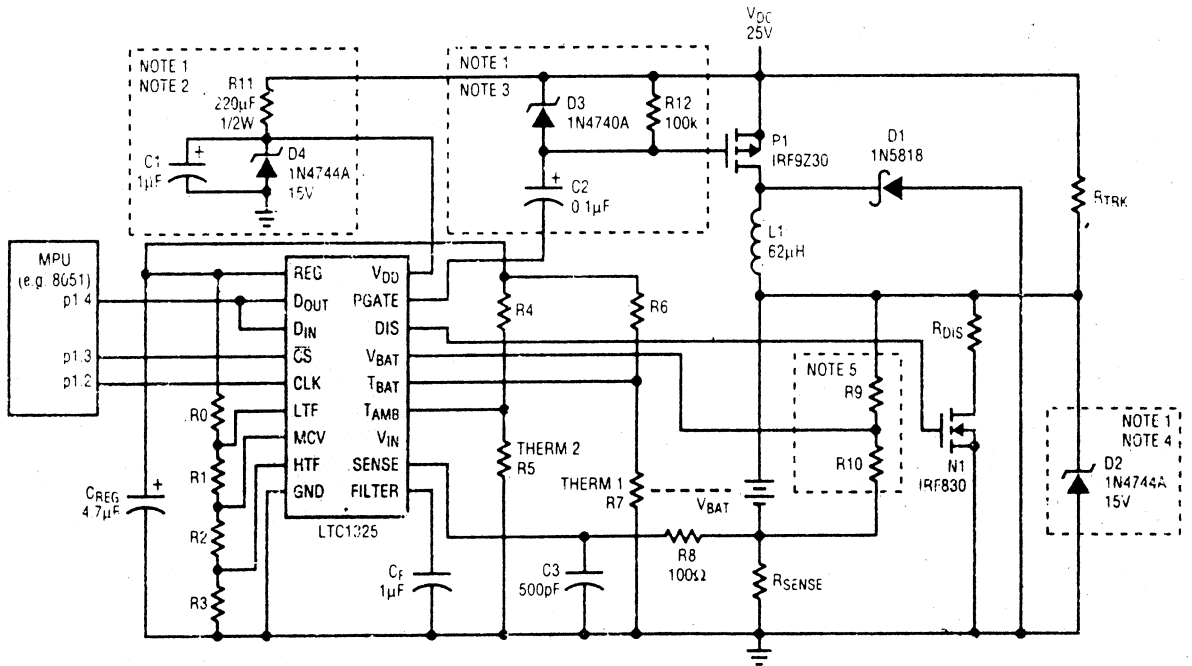 VDC
25V
NOTE 1
NOTE 2
R11
220µF
1/2W
C1
1µF
+
D4
1N4744A
15V
NOTE 1
NOTE 3
D3
1N4740A
R12
100k
+
C2
0.1µF
P1
IRF9Z30
D1
1N5818
RTRK
L1
62µH
MPU
(e.g. 8051)
p1.4
p1.3
p1.2
REG
DOUT
DIN
CS
CLK
LTF
MCV
HTF
GND
VDD
PGATE
DIS
VBAT
TBAT
TAMB
VIN
SENSE
FILTER
LTC1325
R4
R6
RDIS
NOTE 5
R9
R10
N1
IRF830
NOTE 1
NOTE 4
D2
1N4744A
15V
R0
R1
R2
R3
CREG
4.7µF
+
THERM 2
R5
THERM 1
R7
VBAT
R8
100Ω
RSENSE
CF
1µF
+
C3
500pF